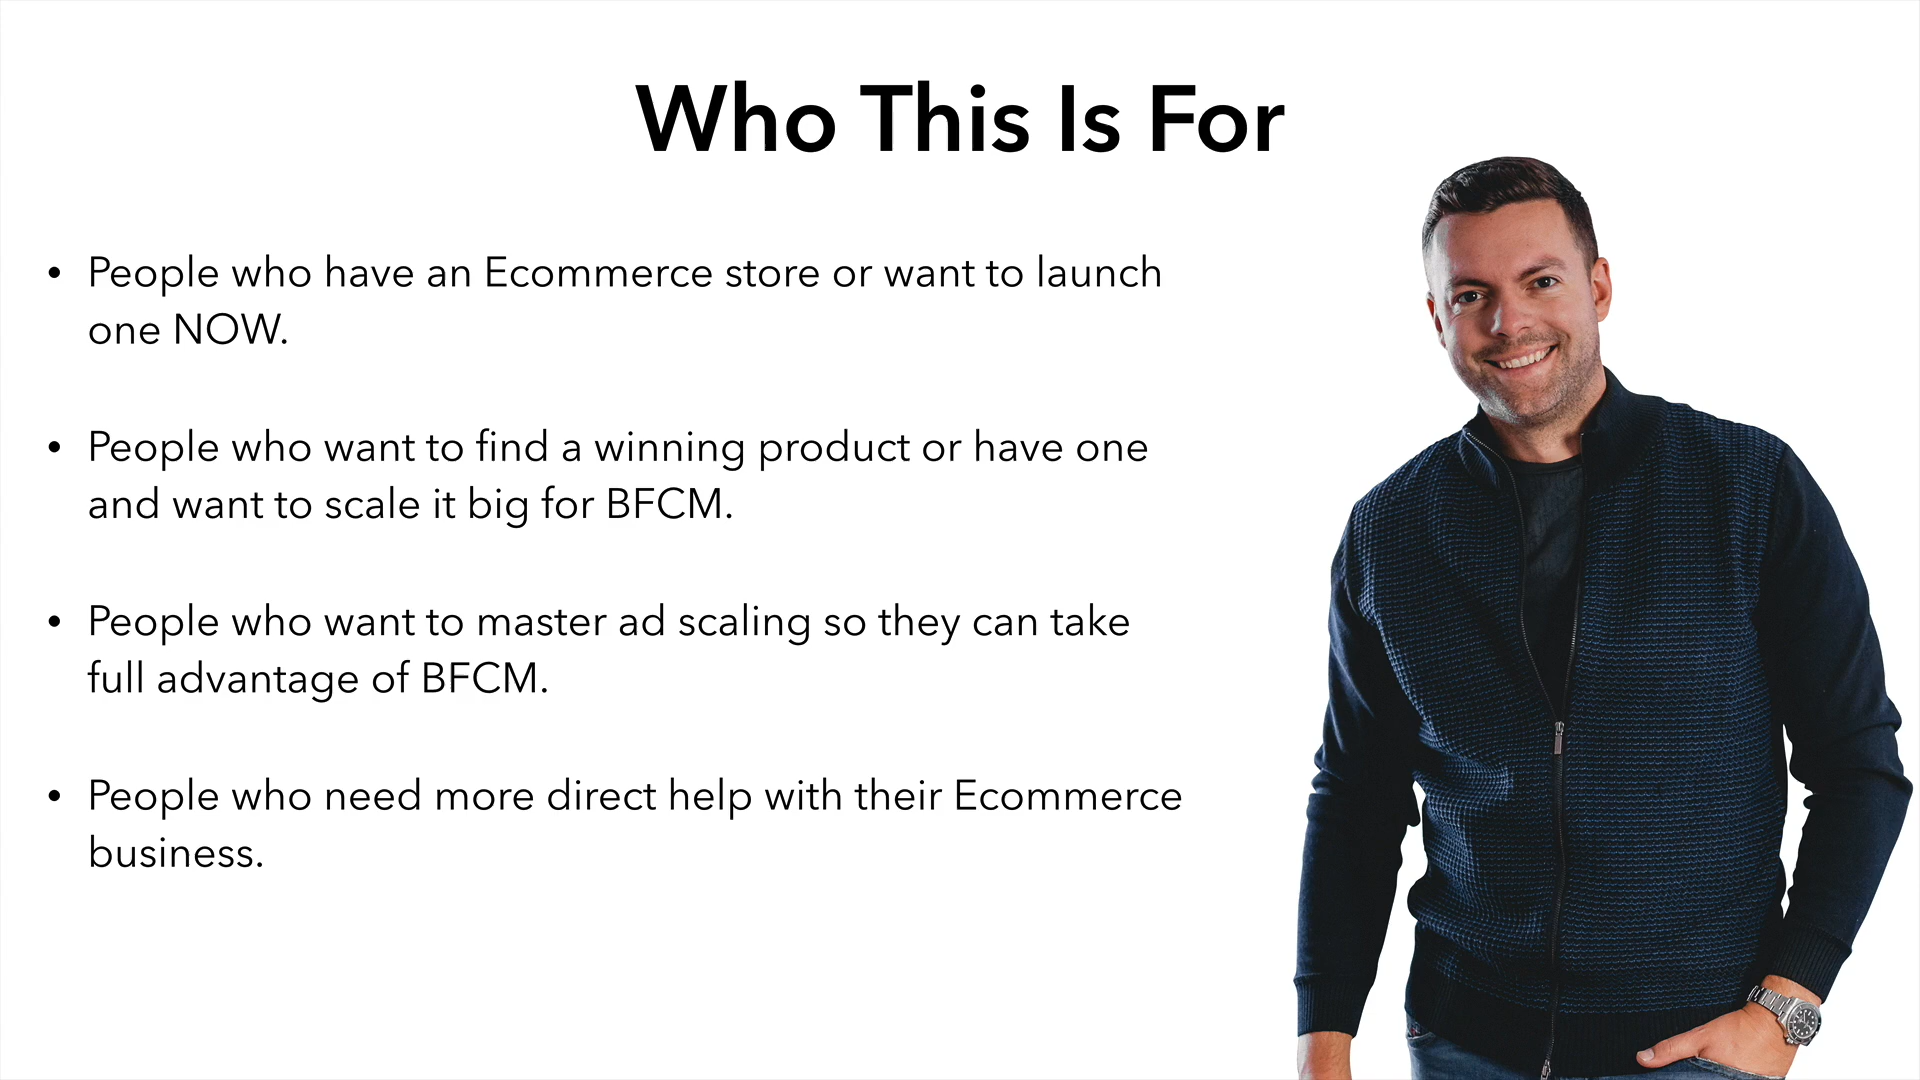 Who This Is For
• People who have an Ecommerce store or want to launch
one NOW.
• People who want to find a winning product or have one
and want to scale it big for BFCM.
• People who want to master ad scaling so they can take
full advantage of BFCM.
• People who need more direct help with their Ecommerce
business.